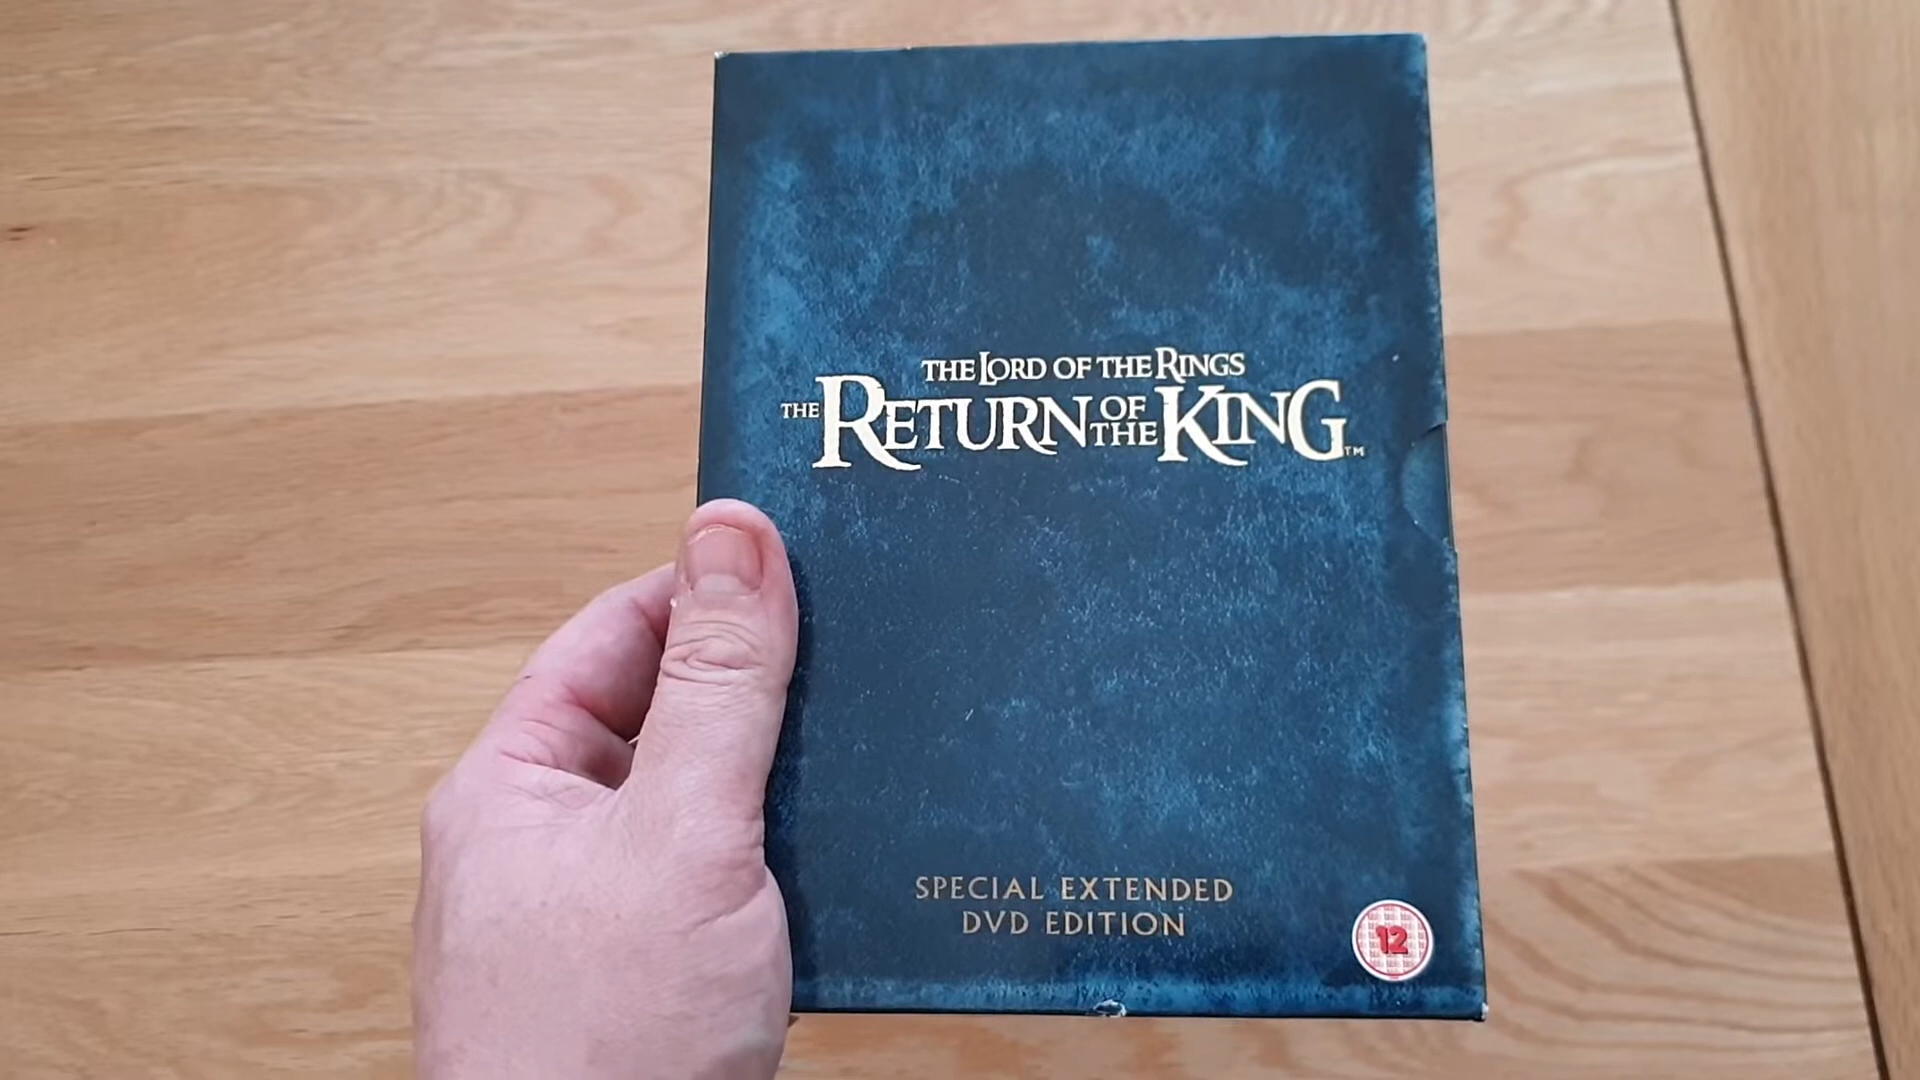 THE LORD OF THE RINGS
THE RETURN OF THE KING™
SPECIAL EXTENDED
DVD EDITION
12